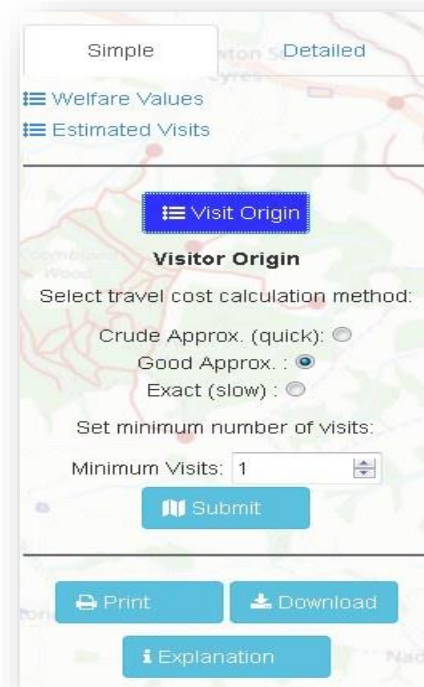 Simple Detailed
Welfare Values
Estimated Visits
Visit Origin
Visitor Origin
Select travel cost calculation method:
Crude Approx. (quick):
Good Approx. :
Exact (slow) :
Set minimum number of visits:
Minimum Visits: 1
Submit
Print Download
Explanation